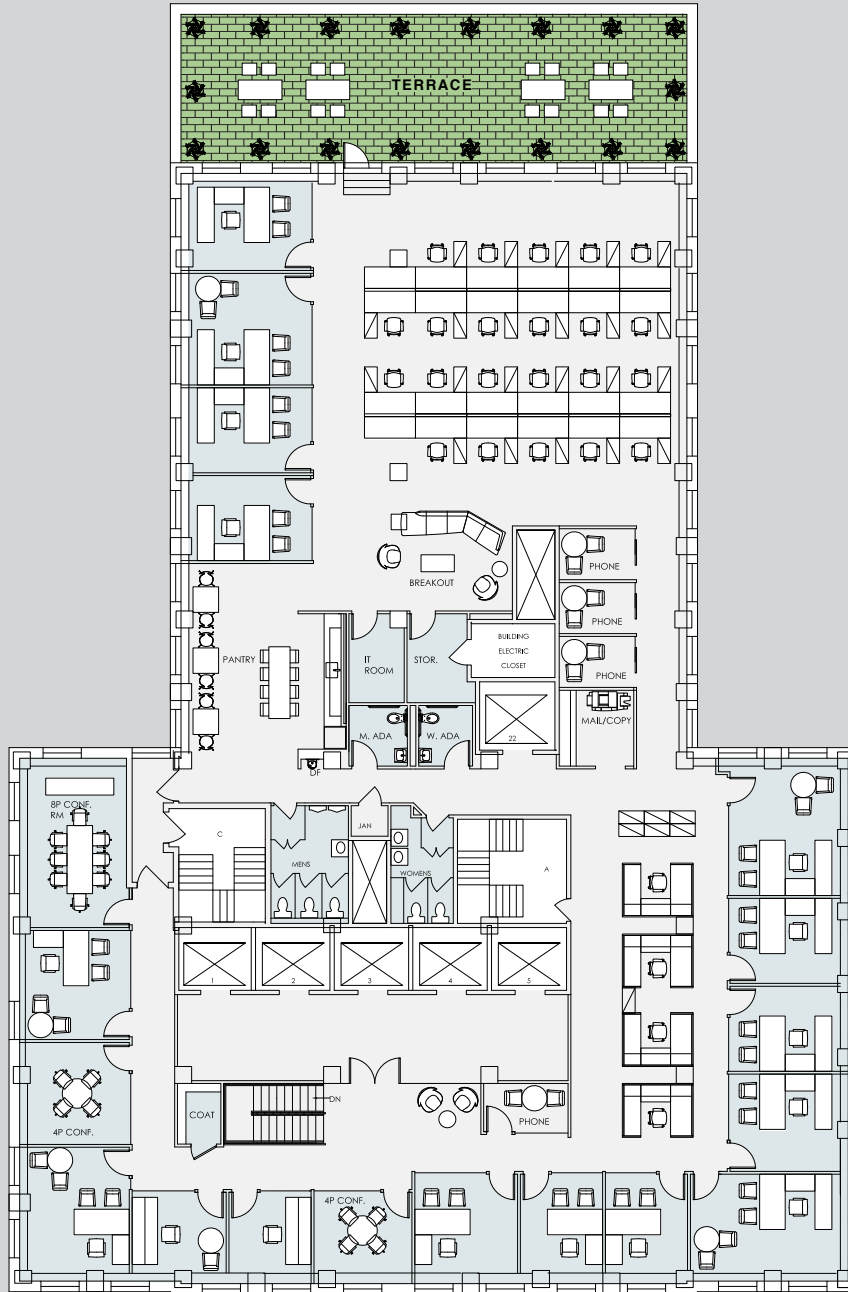 TERRACE
BREAKOUT
PHONE
PHONE
BUILDING
ELECTRIC
CLOSET
PANTRY
IT
ROOM
STOR.
PHONE
MAIL/COPY
M. ADA
W. ADA
22
DF
8P CONF.
RM
C
JAN
MENS
WOMENS
A
1
2
3
4
5
DN
COAT
PHONE
4P CONF.
4P CONF.